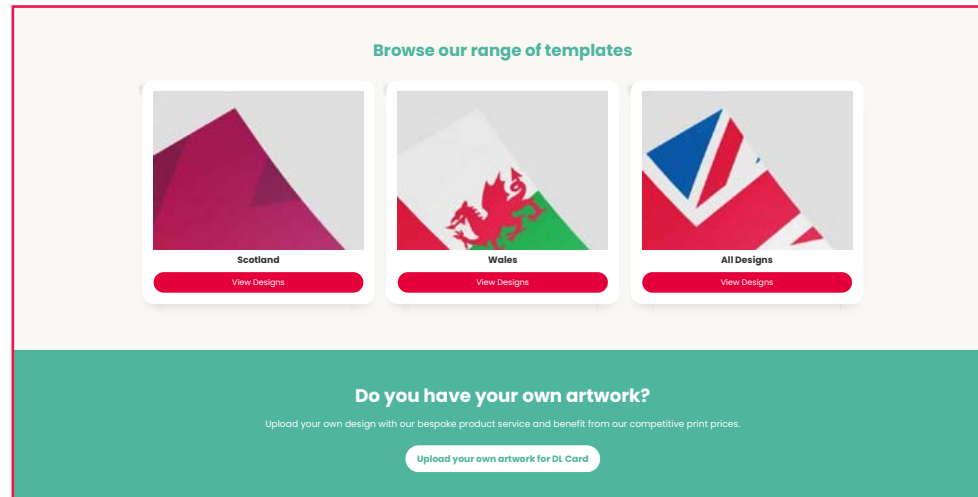 Browse our range of templates
Scotland
Wales
All Designs
View Designs
View Designs
View Designs
Do you have your own artwork?
Upload your own design with our bespoke product service and benefit from our competitive print prices.
Upload your own artwork for DL Card